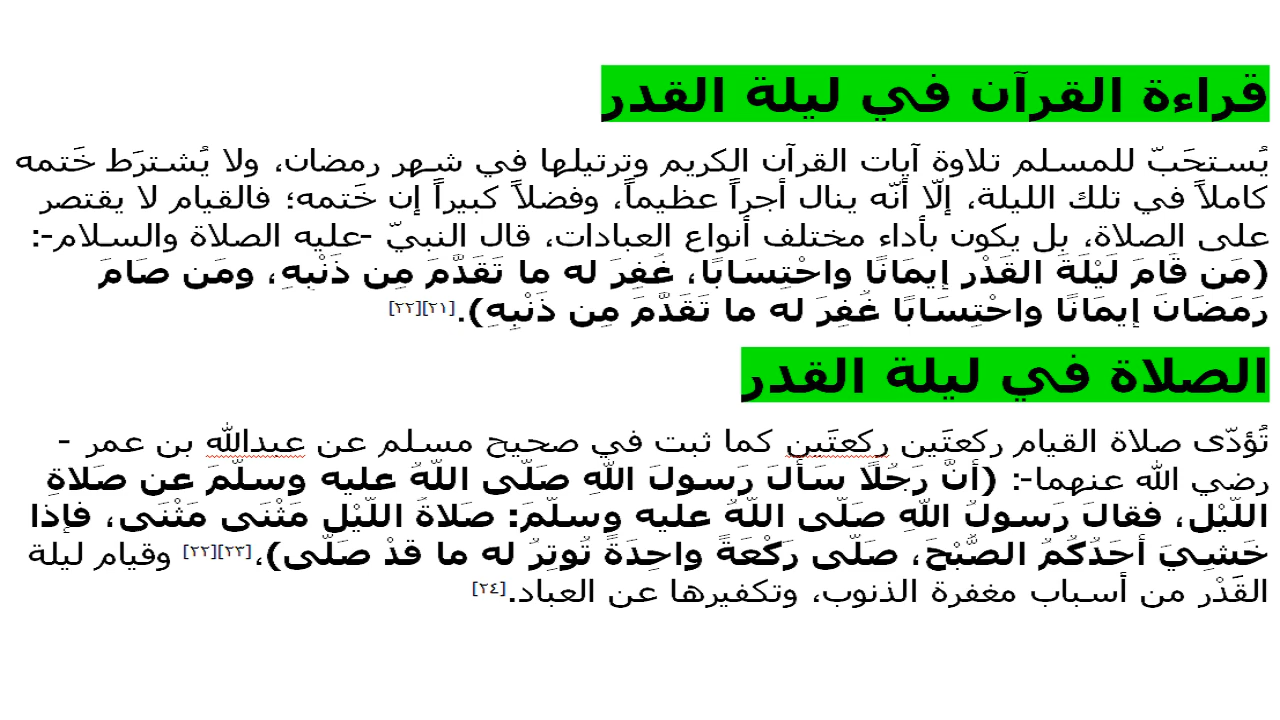 قراءة القرآن في ليلة القدر
يُستحَبّ للمسلم تلاوة آيات القرآن الكريم وترتيلها في شهر رمضان، ولا يُشترَط خَتمه
كاملاً في تلك الليلة، إلّا أنّه ينال أجراً عظيماً، وفضلاً كبيراً إن خَتمه؛ فالقيام لا يقتصر
على الصلاة، بل يكون بأداء مختلف أنواع العبادات، قال النبيّ -عليه الصلاة والسلام-:
(مَن قَامَ لَيْلَةَ القَدْرِ إيمَانًا واحْتِسَابًا، غُفِرَ له ما تَقَدَّمَ مِن ذَنْبِهِ، ومَن صَامَ
رَمَضَانَ إيمَانًا واحْتِسَابًا غُفِرَ له ما تَقَدَّمَ مِن ذَنْبِهِ).[٢١][٢٢]
الصلاة في ليلة القدر
تُؤدّى صلاة القيام ركعتَين ركعتَين كما ثبت في صحيح مسلم عن عبدالله بن عمر -
رضي الله عنهما-: (أنَّ رَجُلًا سَأَلَ رَسولَ اللهِ صَلَّى اللَّهُ عليه وسلَّمَ عن صَلَاةِ
اللَّيْلِ، فقالَ رَسولُ اللهِ صَلَّى اللَّهُ عليه وسلَّمَ: صَلَاةُ اللَّيْلِ مَثْنَى مَثْنَى، فإذَا
خَشِيَ أحَدُكُمُ الصُّبْحَ، صَلَّى رَكْعَةً واحِدَةً تُوتِرُ له ما قدْ صَلَّى)،[٢٣][٢٢] وقيام ليلة
القَدْر من أسباب مغفرة الذنوب، وتكفيرها عن العباد.[٢٤]